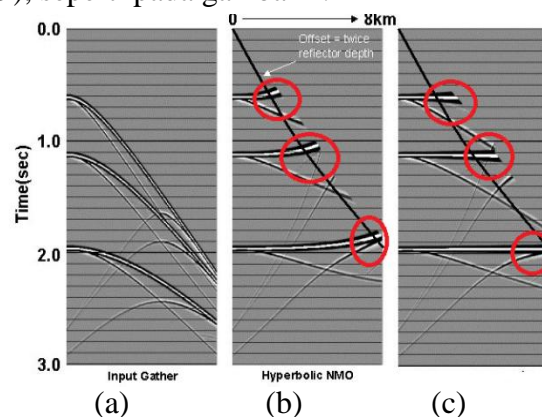 0 8km
Offset = twice
reflector depth
0.0
1.0
2.0
3.0
Time(sec)
Input Gather
Hyperbolic NMO
(a)
(b)
(c)